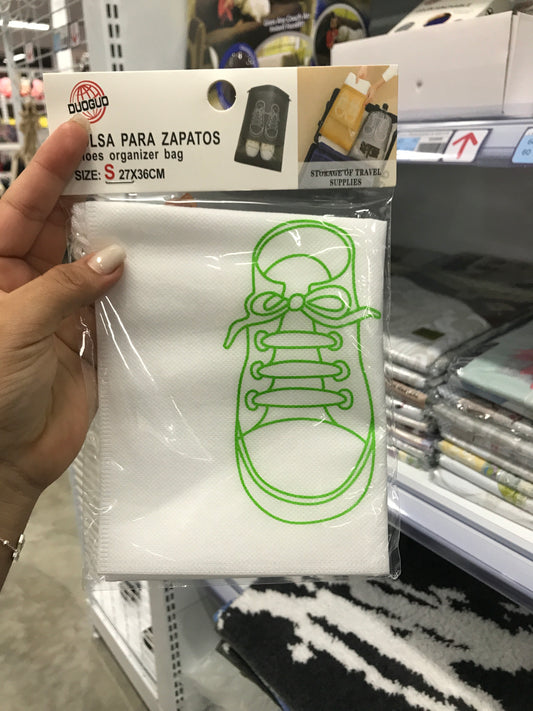 DUOGUO
LSA PARA ZAPATOS
oes organizer bag
SIZE: S 27X36CM
STORAGE OF TRAVEL
SUPPLIES